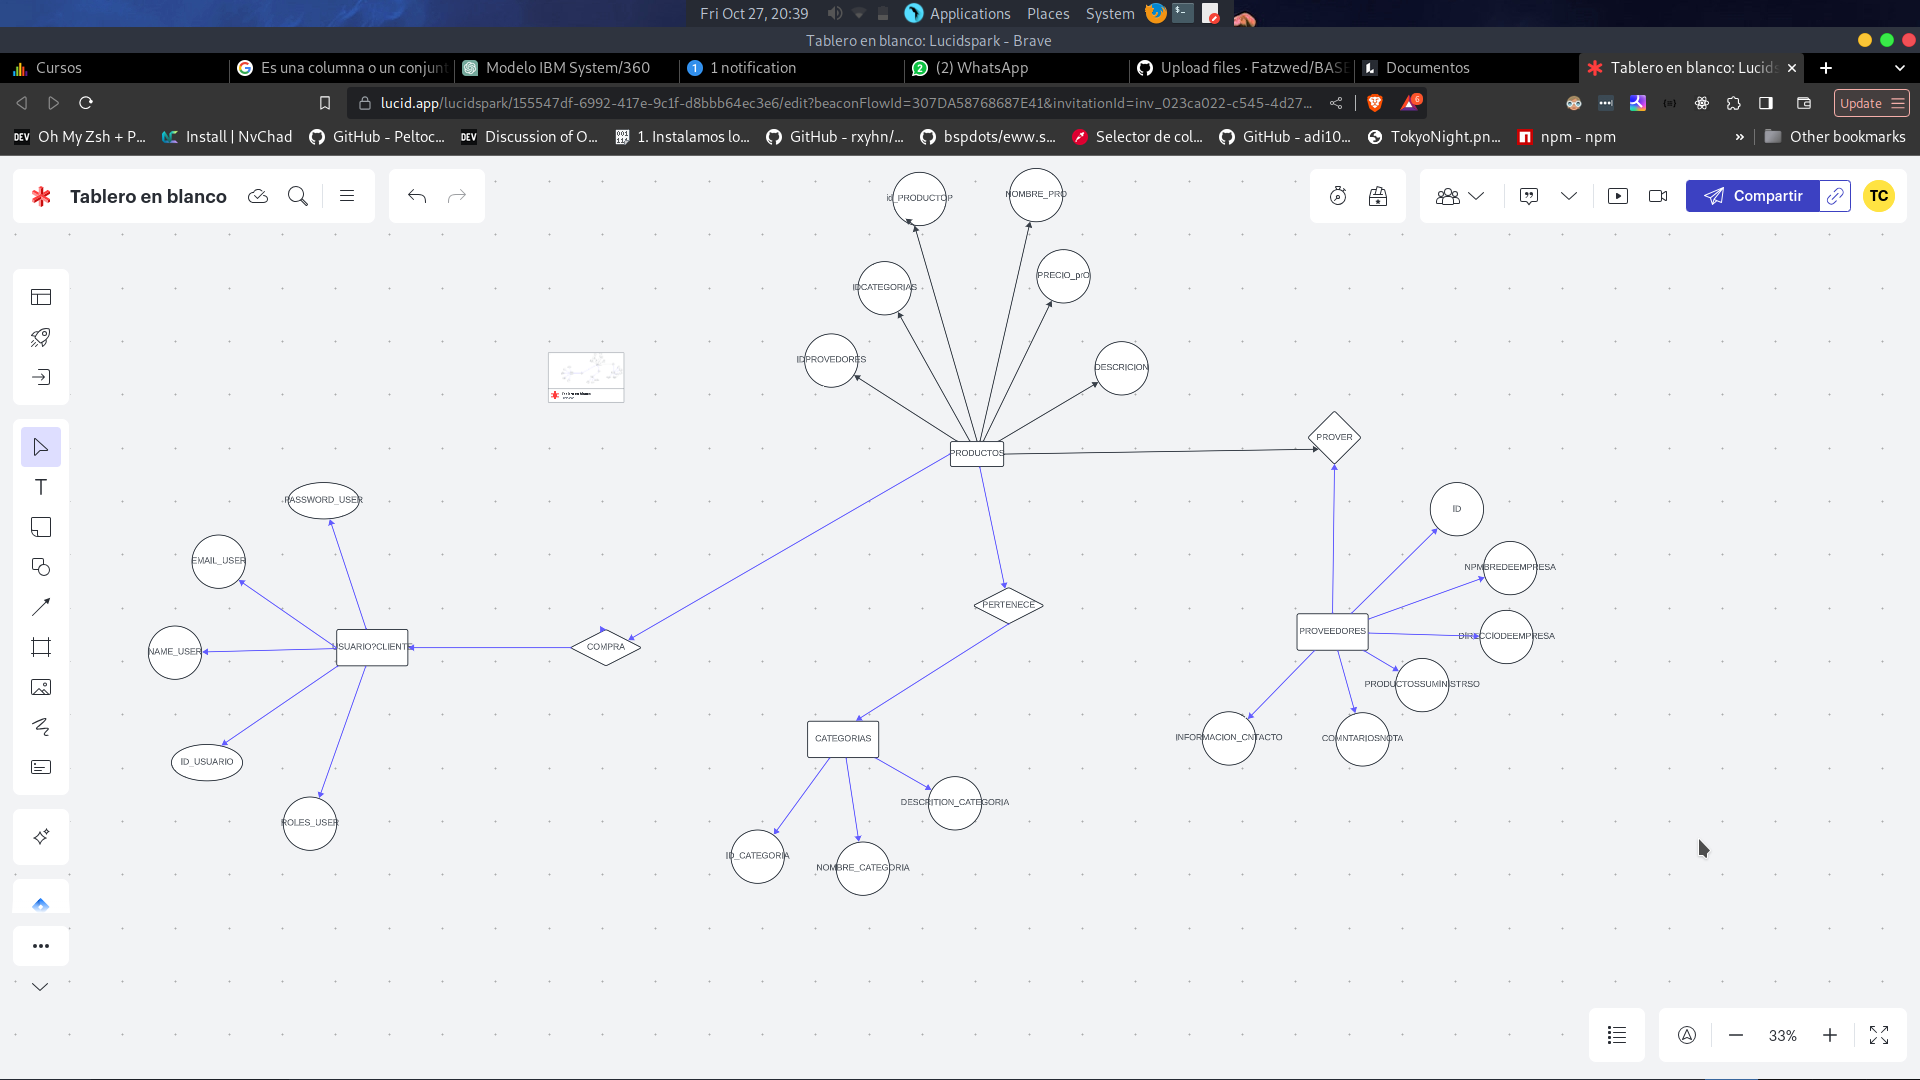 Fri Oct 27, 20:39
Applications
Places
System
Tablero en blanco: Lucidspark - Brave
Cursos
Es una columna o un conjunt
Modelo IBM System/360
1 notification
(2) WhatsApp
Upload files · Fatzwed/BASE
Documentos
Tablero en blanco: Lucids
lucid.app/lucidspark/155547df-6992-417e-9c1f-d8bbb64ec3e6/edit?beaconFlowId=307DA58768687E41&invitationId=inv_023ca022-c545-4d27...
6
Update
Oh My Zsh + P...
Install | NvChad
GitHub - Peltoc...
Discussion of O...
1. Instalamos lo...
GitHub - rxyhn/...
bspdots/eww.s...
Selector de col...
GitHub - adi10...
TokyoNight.pn...
npm - npm
»
Other bookmarks
Tablero en blanco
Compartir
TC
id_PRODUCTOP
NOMBRE_PRO
IDCATEGORIAS
PRECIO_prO
IDPROVEDORES
DESCRICION
PRODUCTOS
PROVER
PASSWORD_USER
ID
EMAIL_USER
NPMBREDEEMPRESA
PERTENECE
NAME_USER
USUARIO?CLIENTE
COMPRA
PROVEEDORES
DIRECCIODEEMPRESA
PRODUCTOSSUMINISTRSO
ID_USUARIO
CATEGORIAS
INFORMACION_CNTACTO
COMNTARIOSNOTA
ROLES_USER
DESCRITION_CATEGORIA
ID_CATEGORIA
NOMBRE_CATEGORIA
33%